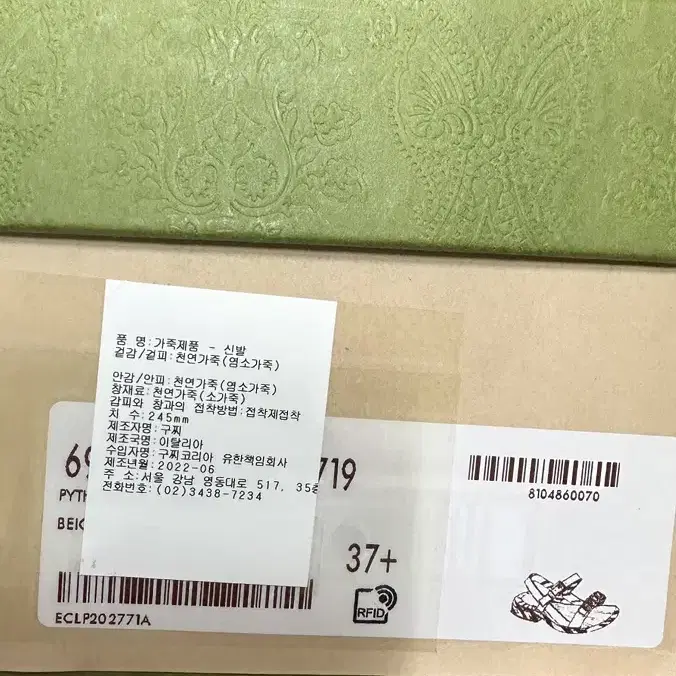 품 명:가죽제품 - 신발
겉감/겉피:천연가죽(염소가죽)
안감/안피:천연가죽(염소가죽)
창재료:천연가죽(소가죽)
갑피와 창과의 접착방법:접착제접착
치 수:245mm
제조자명:구찌
제조국명:이탈리아
수입자명:구찌코리아 유한책임회사
제조년월:2022-06
주 소:서울 강남 영동대로 517, 35층
전화번호:(02)3438-7234
719
8104860070
37+
RFID
ECLP202771A